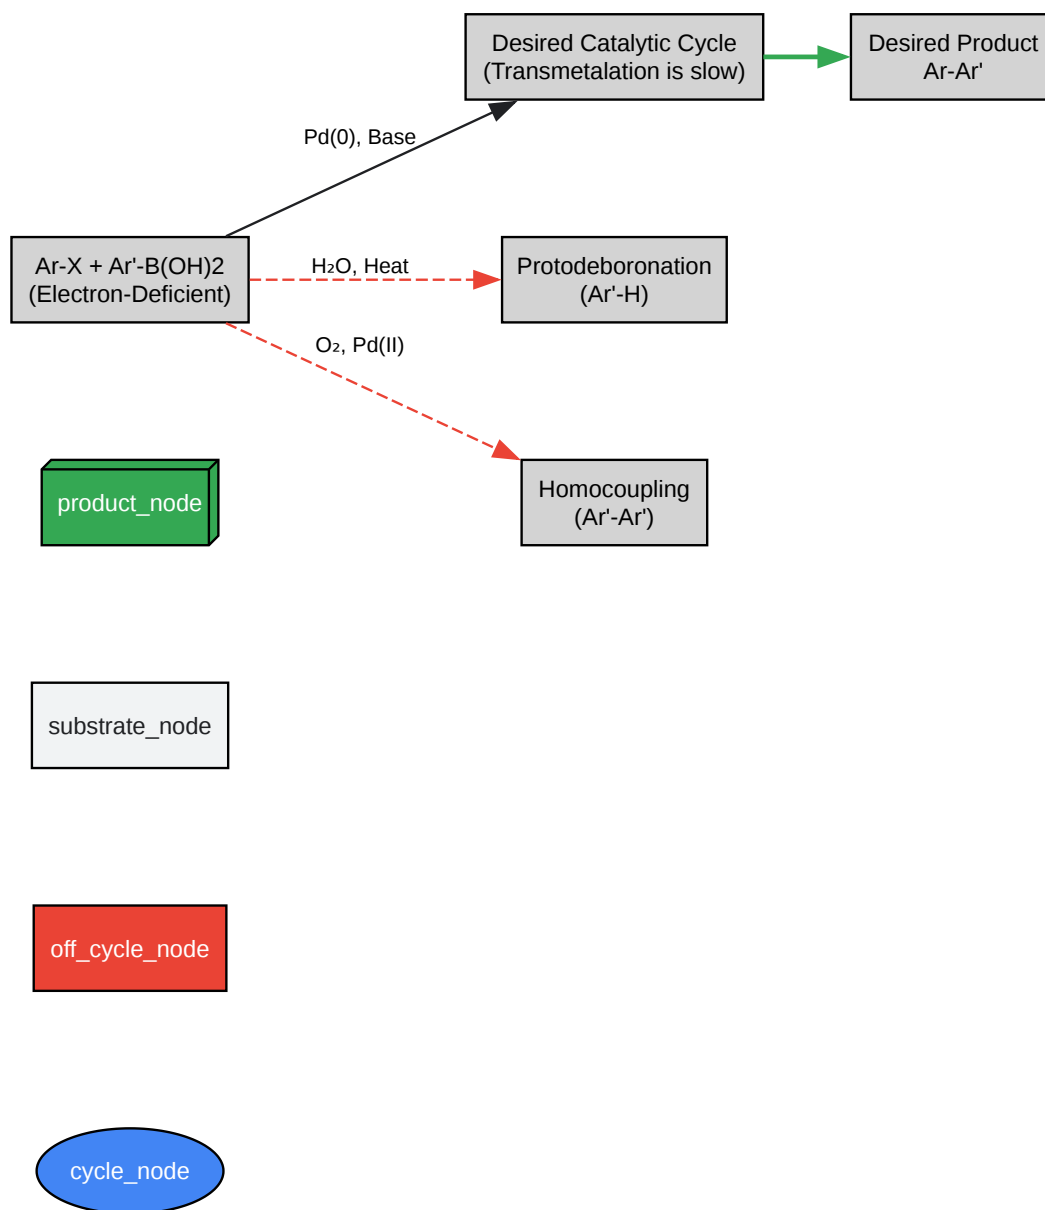 Desired Catalytic Cycle
(Transmetalation is slow)
Desired Product
Ar-Ar'
Pd(0), Base
Ar-X + Ar'-B(OH)2
(Electron-Deficient)
H₂O, Heat
Protodeboronation
(Ar'-H)
O₂, Pd(II)
Homocoupling
(Ar'-Ar')
product_node
substrate_node
off_cycle_node
cycle_node